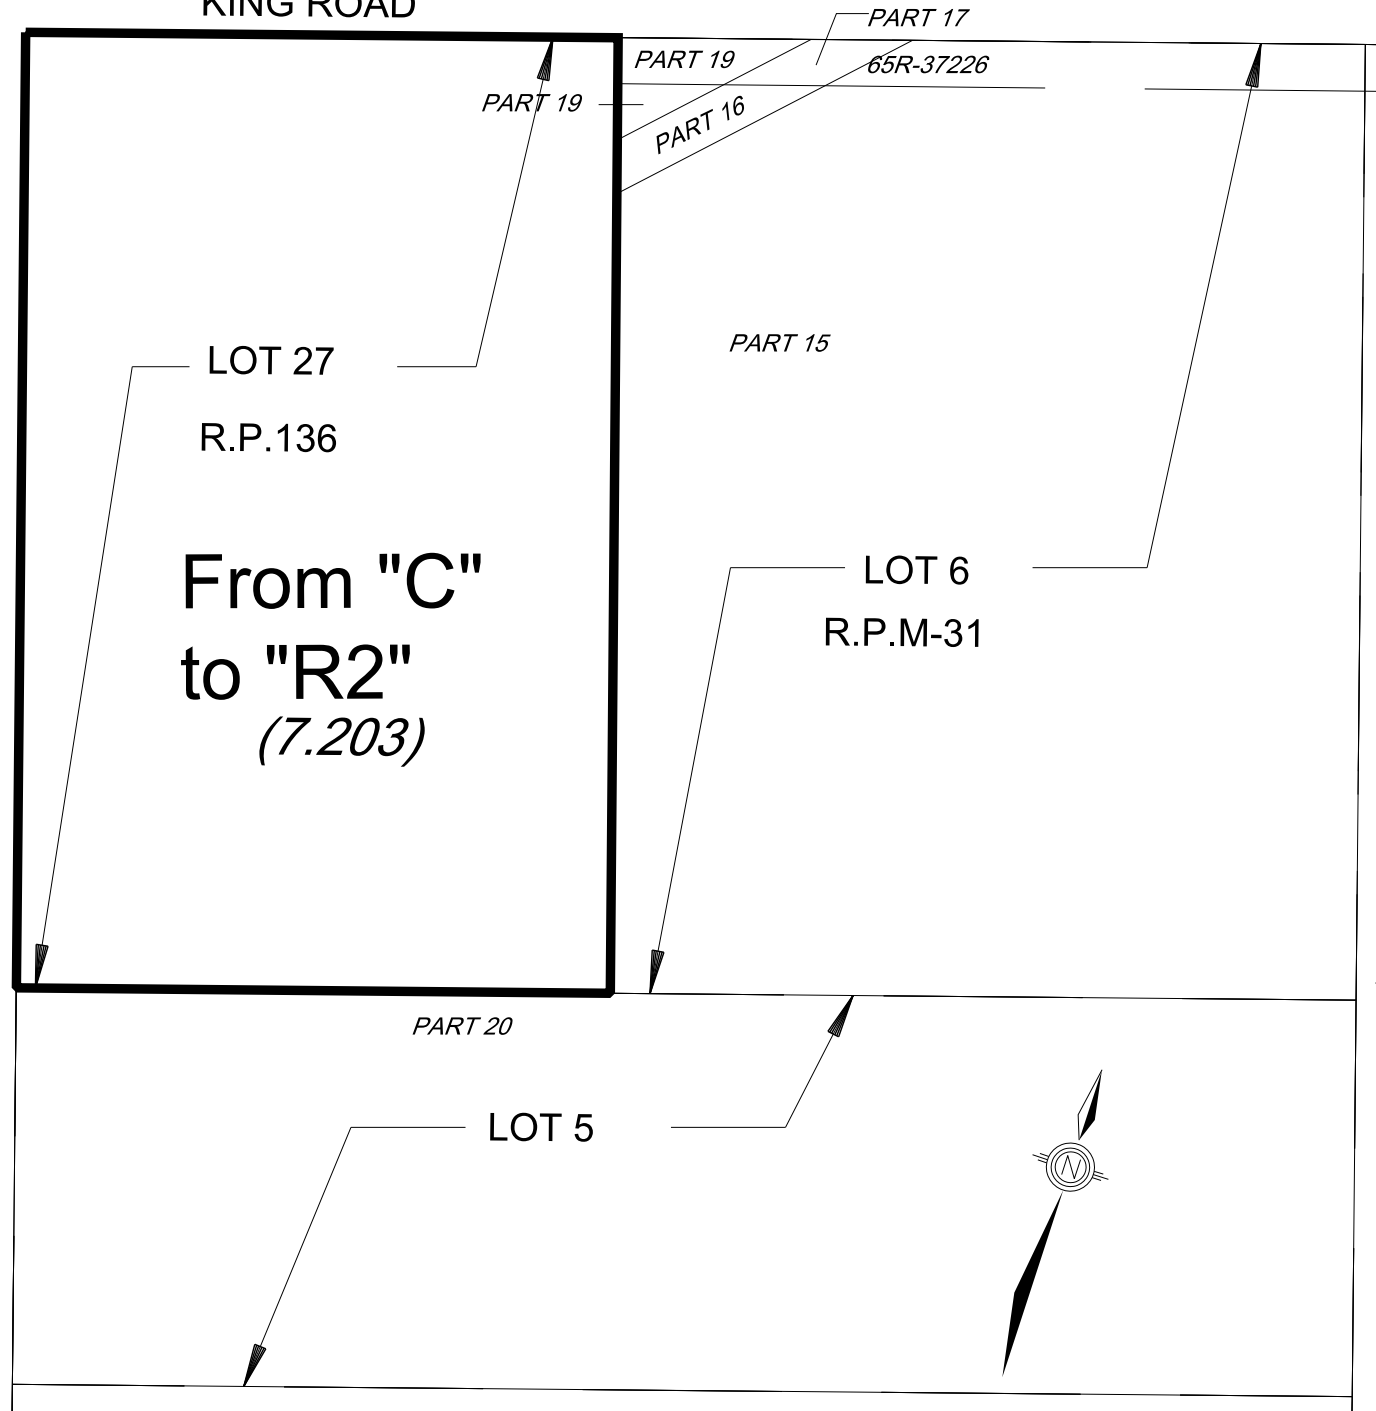 KING ROAD
PART 17
PART 19
65R-37226
PART 19
PART 16
PART 15
LOT 27
R.P.136
From "C"
to "R2"
(7.203)
LOT 6
R.P.M-31
PART 20
LOT 5
N